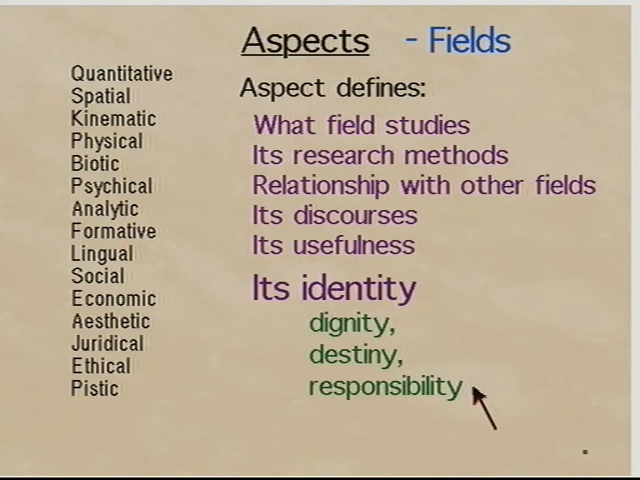 Aspects - Fields
Quantitative
Spatial
Kinematic
Physical
Biotic
Psychical
Analytic
Formative
Lingual
Social
Economic
Aesthetic
Juridical
Ethical
Pistic
Aspect defines:
What field studies
Its research methods
Relationship with other fields
Its discourses
Its usefulness
Its identity
dignity,
destiny,
responsibility